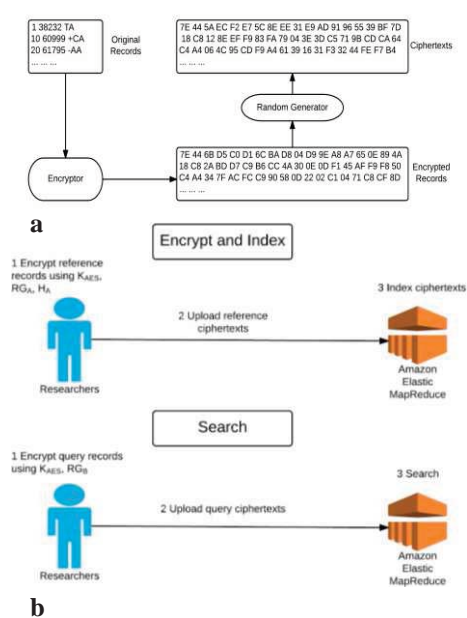 1 38232 TA
10 60999 +CA
20 61795 -AA
... ... ...
Original
Records
7E 44 5A EC F2 E7 5C 8E EE 31 E9 AD 91 96 55 39 BF 7D
18 C8 12 8E EF F9 83 FA 79 04 3E 3D C5 71 9B CD CA 64
C4 A4 06 4C 95 CD F9 A4 61 39 16 31 F3 32 44 FE F7 B4
... ... ...
Ciphertexts
Random Generator
Encryptor
7E 44 6B D5 C0 D1 6C BA D8 04 D9 9E A8 A7 65 0E 89 4A
18 C8 2A BD D7 C9 B6 CC 4A 30 0E 0D F1 45 AF F9 F8 50
C4 A4 34 7F AC FC C9 90 58 0D 22 02 C1 04 71 C8 CF 8D
... ... ...
Encrypted
Records
a
Encrypt and Index
1 Encrypt reference
records using KAES,
RGA, HA
2 Upload reference
ciphertexts
3 Index ciphertexts
Researchers
Amazon
Elastic
MapReduce
Search
1 Encrypt query records
using KAES, RGB
2 Upload query ciphertexts
3 Search
Researchers
Amazon
Elastic
MapReduce
b